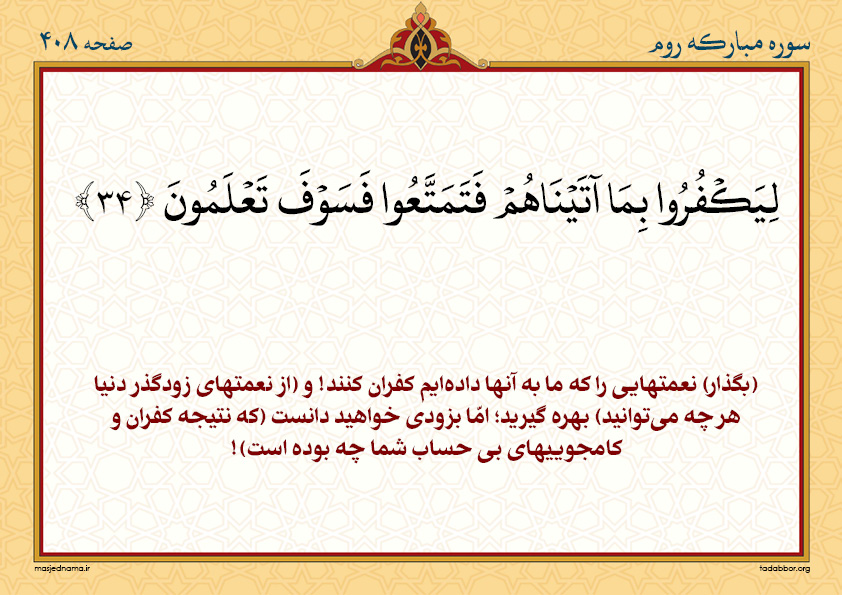 سوره مبارکه روم
صفحه ۴۰۸
لِيَكْفُرُوا بِمَا آتَيْنَاهُمْ فَتَمَتَّعُوا فَسَوْفَ تَعْلَمُونَ ﴿۳۴﴾
(بگذار) نعمتهایی را که ما به آنها داده‌ایم کفران کنند! و (از نعمتهای زودگذر دنیا
هر چه می‌توانید) بهره گیرید؛ امّا بزودی خواهید دانست (که نتیجه کفران و
کامجوییهای بی حساب شما چه بوده است)!
masjednama.ir
tadabbor.org